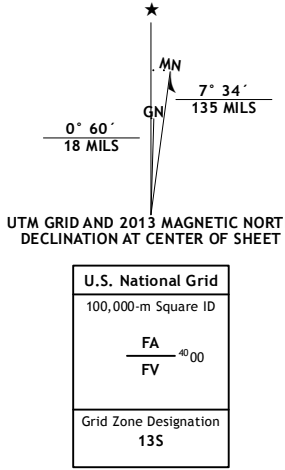 MN
GN
7° 34´
135 MILS
0° 60´
18 MILS
UTM GRID AND 2013 MAGNETIC NORT
DECLINATION AT CENTER OF SHEET
U.S. National Grid
100,000-m Square ID
FA
4000
FV
Grid Zone Designation
13S